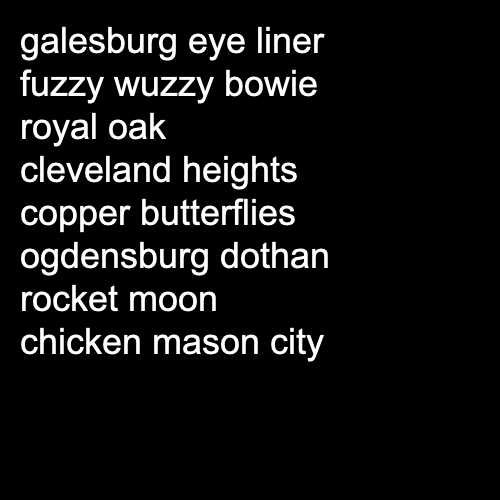 galesburg eye liner
fuzzy wuzzy bowie
royal oak
cleveland heights
copper butterflies
ogdensburg dothan
rocket moon
chicken mason city